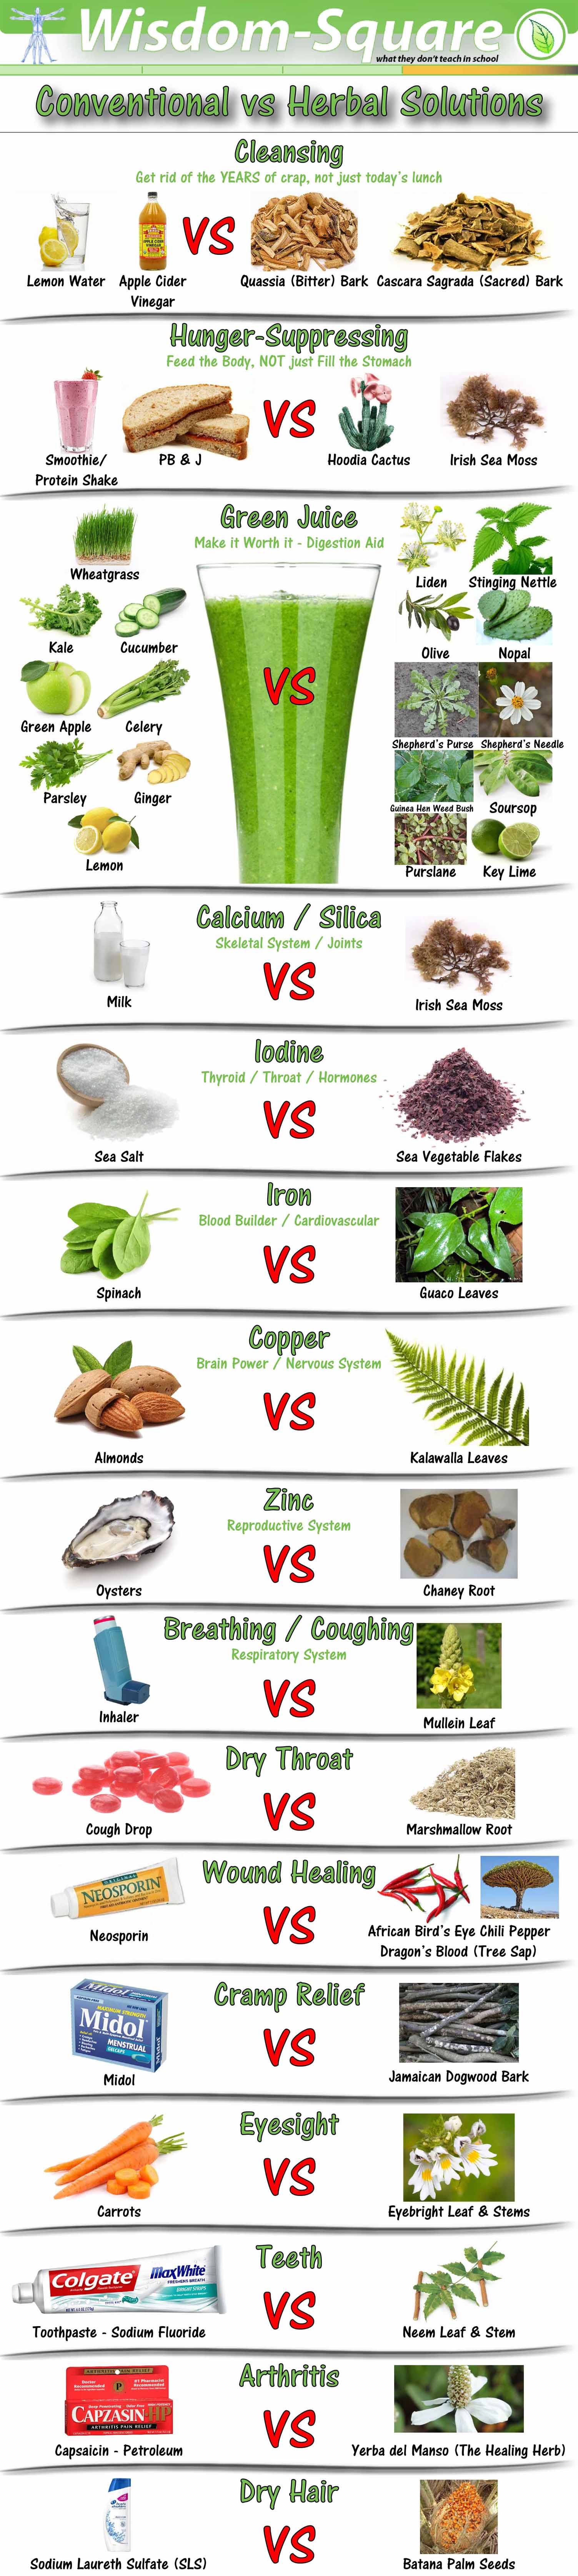 Wisdom-Square
what they don't teach in school
Conventional vs Herbal Solutions
Cleansing
Get rid of the YEARS of crap, not just today's lunch
VS
Lemon Water
Apple Cider
Vinegar
Quassia (Bitter) Bark
Cascara Sagrada (Sacred) Bark
Hunger-Suppressing
Feed the Body, NOT just Fill the Stomach
VS
Smoothie/
Protein Shake
PB & J
Hoodia Cactus
Irish Sea Moss
Green Juice
Make it Worth it - Digestion Aid
VS
Wheatgrass
Kale
Cucumber
Green Apple
Celery
Parsley
Ginger
Lemon
Liden
Stinging Nettle
Olive
Nopal
Shepherd's Purse
Shepherd's Needle
Guinea Hen Weed Bush
Soursop
Purslane
Key Lime
Calcium / Silica
Skeletal System / Joints
VS
Milk
Irish Sea Moss
Iodine
Thyroid / Throat / Hormones
VS
Sea Salt
Sea Vegetable Flakes
Iron
Blood Builder / Cardiovascular
VS
Spinach
Guaco Leaves
Copper
Brain Power / Nervous System
VS
Almonds
Kalawalla Leaves
Zinc
Reproductive System
VS
Oysters
Chaney Root
Breathing / Coughing
Respiratory System
VS
Inhaler
Mullein Leaf
Dry Throat
VS
Cough Drop
Marshmallow Root
Wound Healing
VS
ORIGINAL
NEOSPORIN
Neosporin
African Bird's Eye Chili Pepper
Dragon's Blood (Tree Sap)
Cramp Relief
VS
Midol
MAXIMUM STRENGTH
Midol
MENSTRUAL
Midol
Jamaican Dogwood Bark
Eyesight
VS
Carrots
Eyebright Leaf & Stems
Teeth
VS
Colgate
MaxWhite
Toothpaste - Sodium Fluoride
Neem Leaf & Stem
Arthritis
VS
ARTHRITIS PAIN RELIEF
CAPZASIN-HP
ARTHRITIS PAIN RELIEF
Capsaicin - Petroleum
Yerba del Manso (The Healing Herb)
Dry Hair
VS
Sodium Laureth Sulfate (SLS)
Batana Palm Seeds